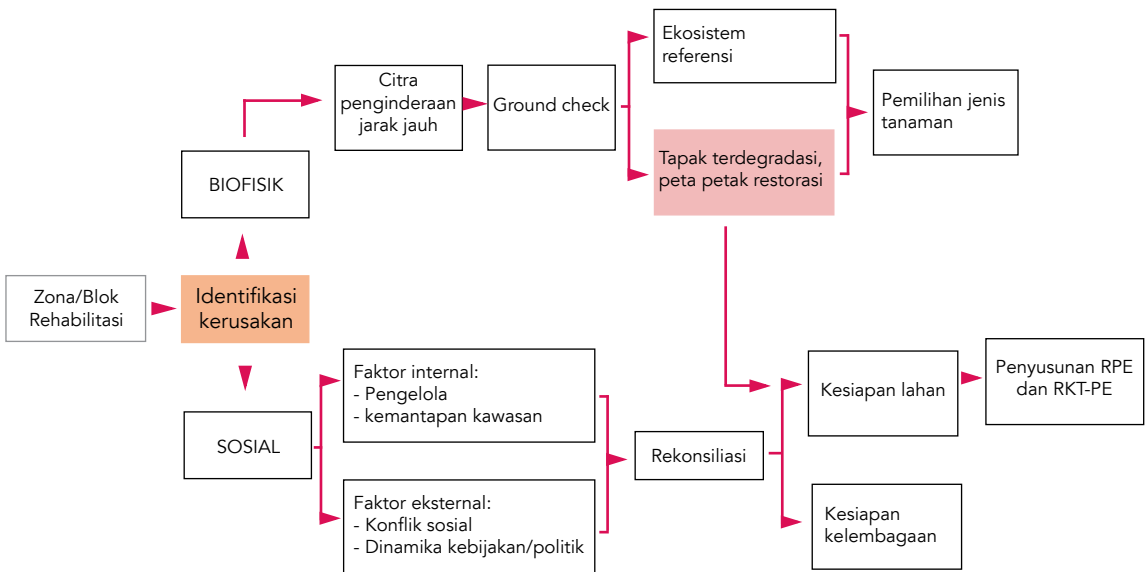 Zona/Blok
Rehabilitasi
Identifikasi
kerusakan
BIOFISIK
Citra
penginderaan
jarak jauh
Ground check
Ekosistem
referensi
Tapak terdegradasi,
peta petak restorasi
Pemilihan jenis
tanaman
SOSIAL
Faktor internal:
- Pengelola
- kemantapan kawasan
Faktor eksternal:
- Konflik sosial
- Dinamika kebijakan/politik
Rekonsiliasi
Kesiapan lahan
Penyusunan RPE
dan RKT-PE
Kesiapan
kelembagaan